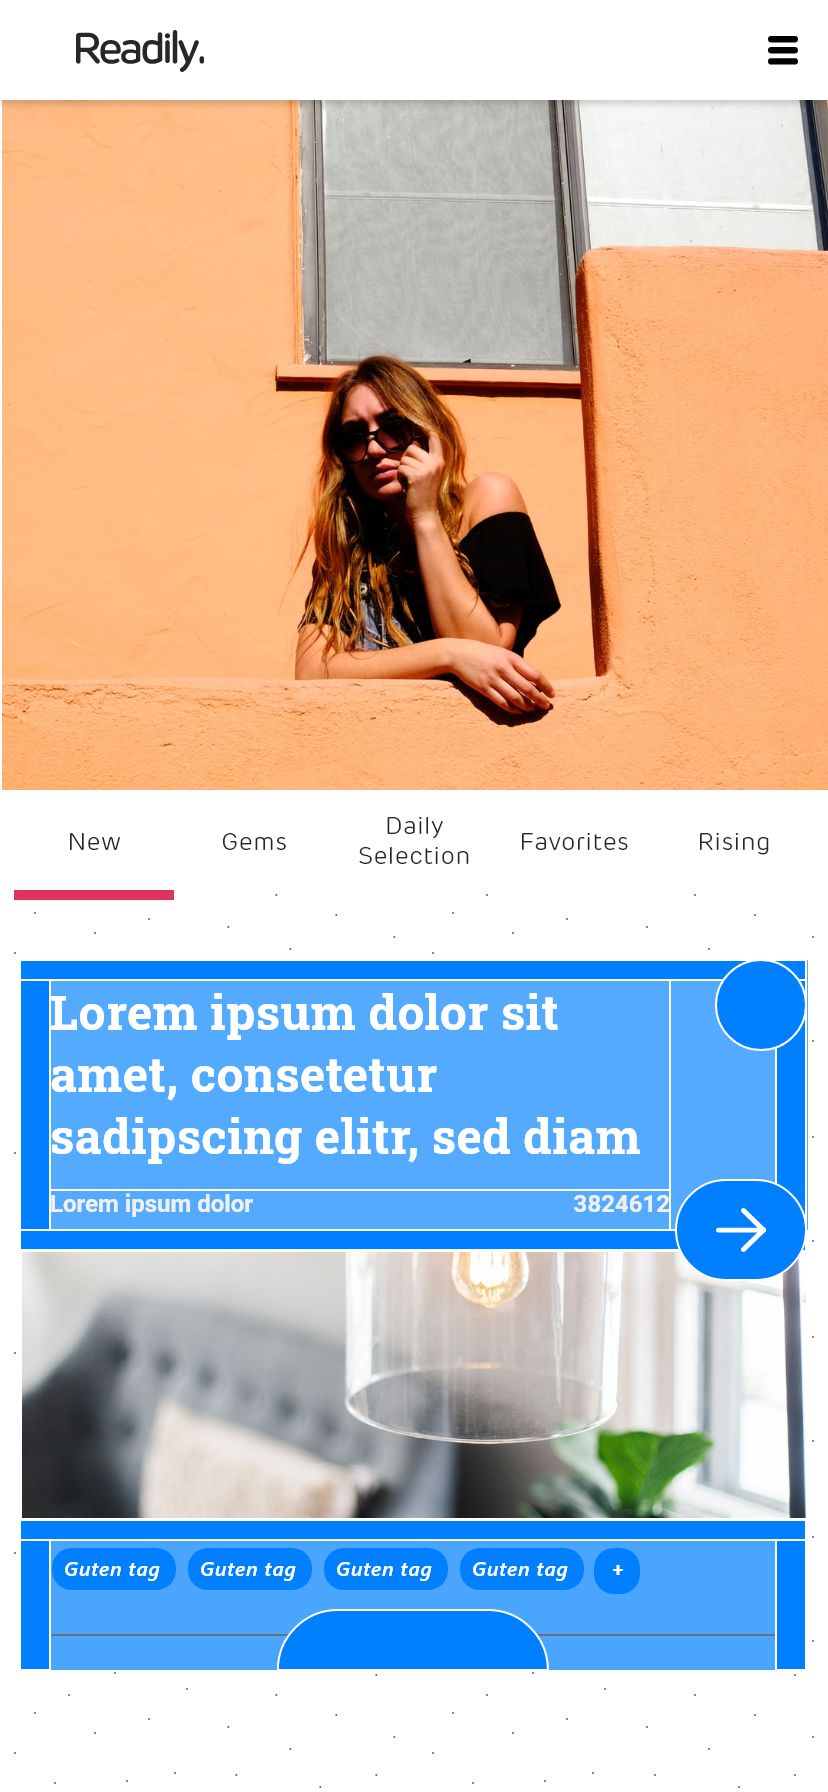 Readily.
New
Gems
Daily
Selection
Favorites
Rising
Lorem ipsum dolor sit
amet, consetetur
sadipscing elitr, sed diam
Lorem ipsum dolor 3824612
Guten tag Guten tag Guten tag Guten tag +